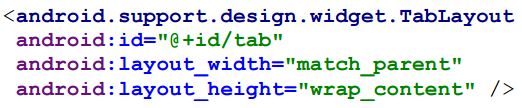 <android.support.design.widget.TabLayout
android:id="@+id/tab"
android:layout_width="match_parent"
android:layout_height="wrap_content" />